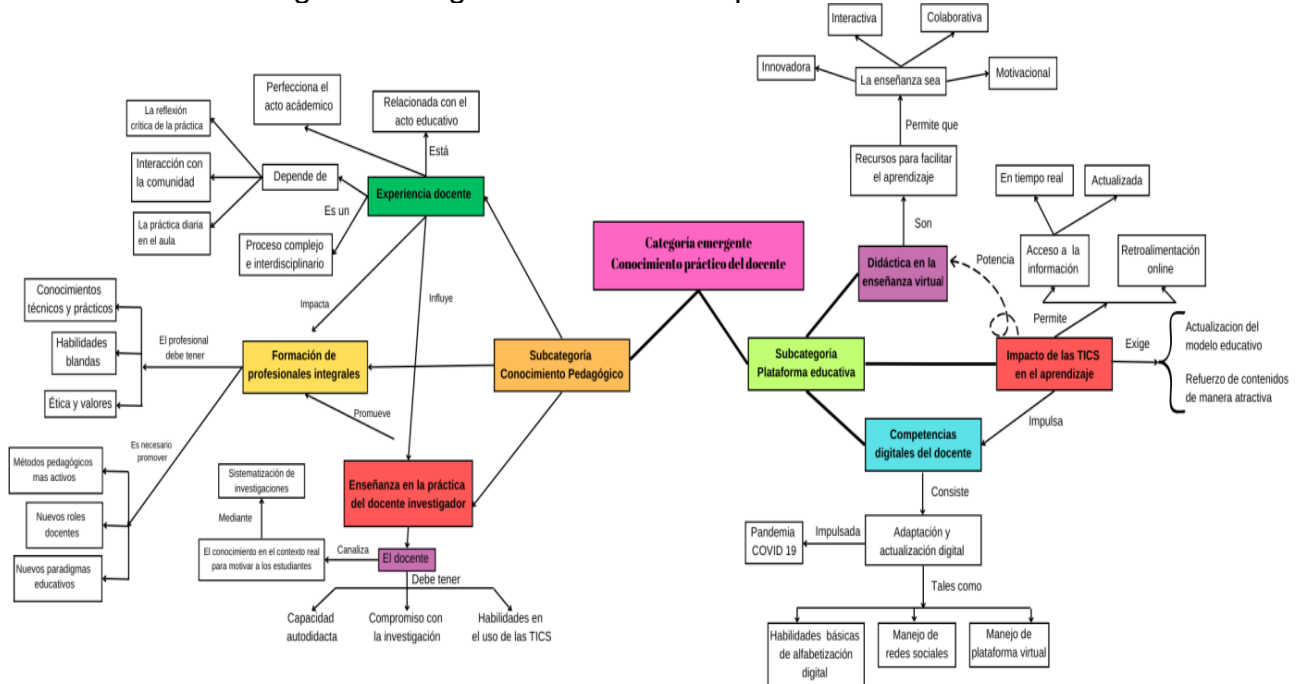 Interactiva
Colaborativa
Innovadora
La enseñanza sea
Motivacional
Permite que
Recursos para facilitar
el aprendizaje
Son
Didáctica en la
enseñanza virtual
Potencia
En tiempo real
Actualizada
Acceso a la
información
Retroalimentación
online
Permite
Perfecciona el
acto acádemico
Relacionada con el
acto educativo
Está
La reflexión
crítica de la práctica
Interacción con
la comunidad
La práctica diaria
en el aula
Depende de
Es un
Proceso complejo
e interdisciplinario
Experiencia docente
Categoría emergente
Conocimiento práctico del docente
Impacta
Influye
Conocimientos
técnicos y prácticos
Habilidades
blandas
Ética y valores
El profesional
debe tener
Formación de
profesionales integrales
Subcategoría
Conocimiento Pedagógico
Subcategoria
Plataforma educativa
Impacto de las TICS
en el aprendizaje
Exige
Actualizacion del
modelo educativo
Refuerzo de contenidos
de manera atractiva
Impulsa
Promueve
Es necesario
promover
Métodos pedagógicos
mas activos
Nuevos roles
docentes
Nuevos paradigmas
educativos
Sistematización de
investigaciones
Mediante
El conocimiento en el contexto real
para motivar a los estudiantes
Canaliza
Enseñanza en la práctica
del docente investigador
El docente
Debe tener
Capacidad
autodidacta
Compromiso con
la investigación
Habilidades en
el uso de las TICS
Competencias
digitales del docente
Consiste
Pandemia
COVID 19
Impulsada
Adaptación y
actualización digital
Tales como
Habilidades básicas
de alfabetización
digital
Manejo de
redes sociales
Manejo de
plataforma virtual